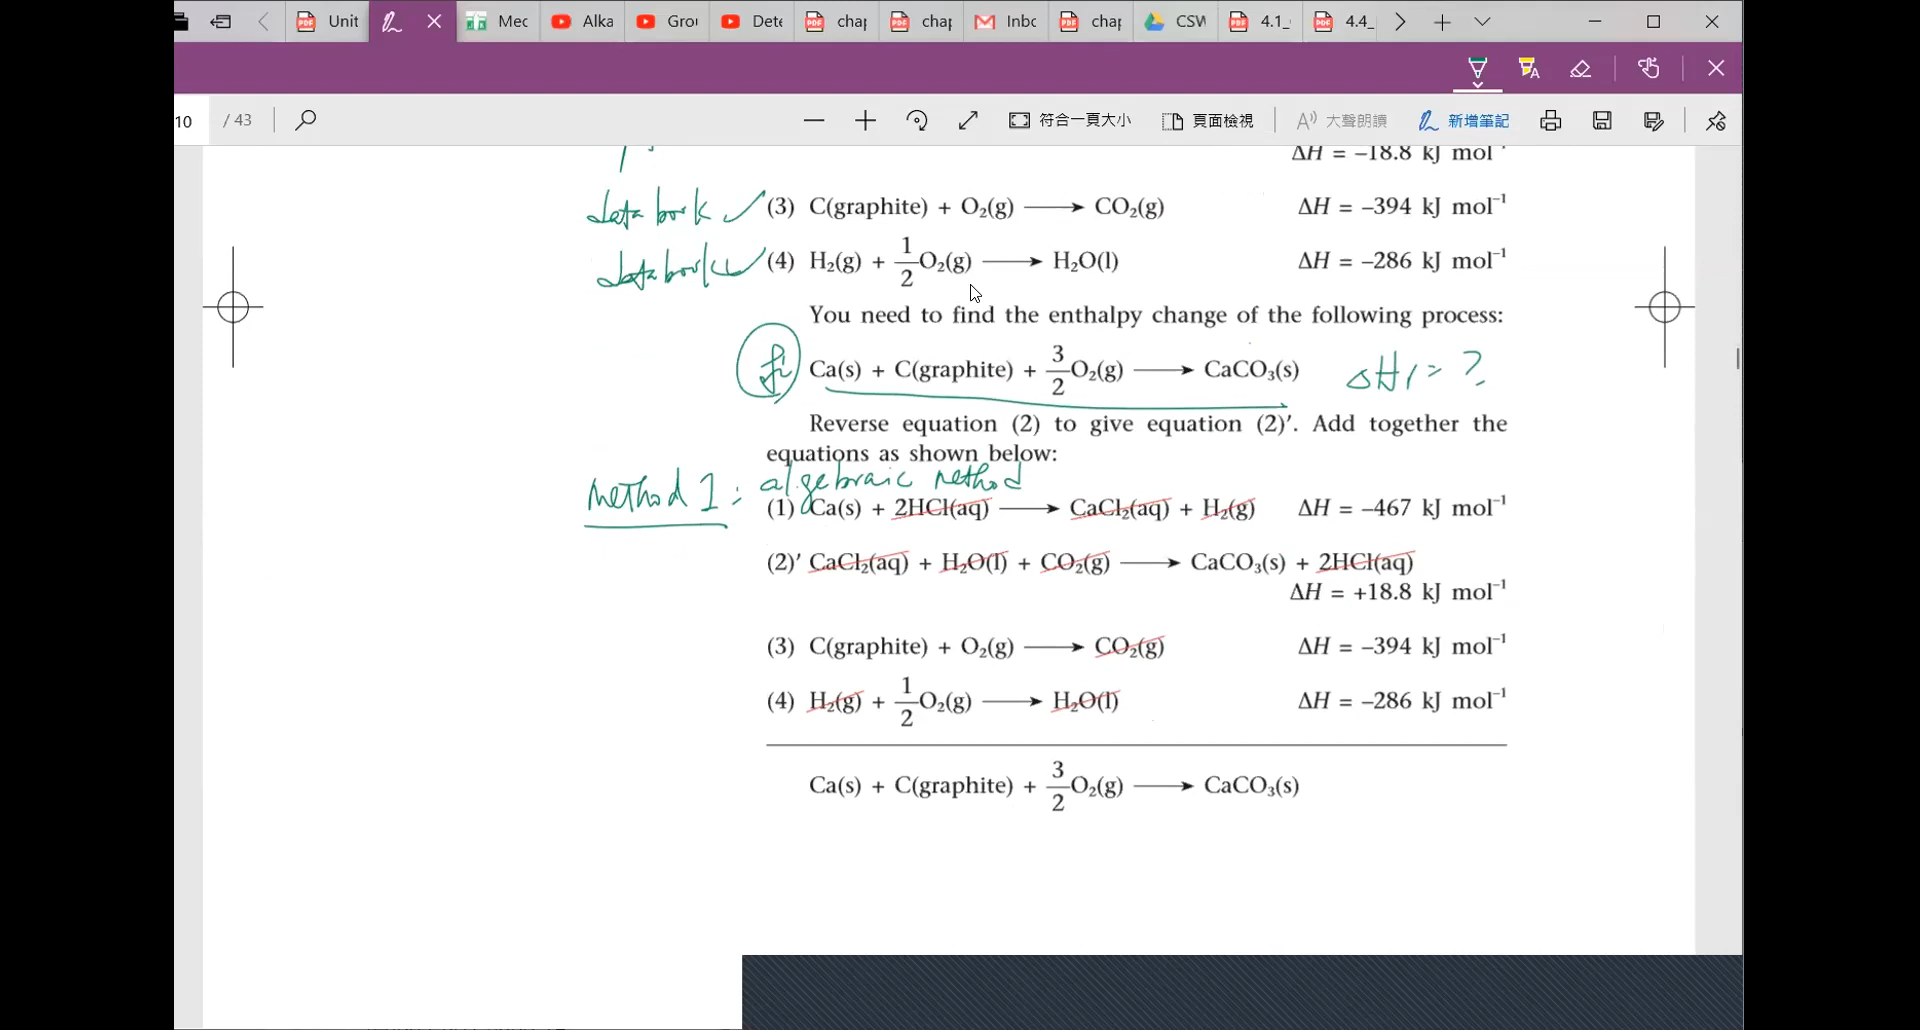 Unit
Mec
Alka
Grou
Dete
chap
chap
Inbc
chap
CSW
4.1_
4.4_
10 / 43
符合一頁大小
頁面檢視
大聲朗讀
新增筆記
ΔH = –18.8 kJ mol⁻¹
data book ✓ (3) C(graphite) + O₂(g) ⟶ CO₂(g) ΔH = –394 kJ mol⁻¹
data book ✓ (4) H₂(g) + 1/2 O₂(g) ⟶ H₂O(l) ΔH = –286 kJ mol⁻¹
You need to find the enthalpy change of the following process:
Ca(s) + C(graphite) + 3/2 O₂(g) ⟶ CaCO₃(s) ΔHf = ?
Reverse equation (2) to give equation (2)′. Add together the
equations as shown below:
Method 1 : algebraic method
(1) Ca(s) + 2HCl(aq) ⟶ CaCl₂(aq) + H₂(g) ΔH = –467 kJ mol⁻¹
(2)′ CaCl₂(aq) + H₂O(l) + CO₂(g) ⟶ CaCO₃(s) + 2HCl(aq)
ΔH = +18.8 kJ mol⁻¹
(3) C(graphite) + O₂(g) ⟶ CO₂(g) ΔH = –394 kJ mol⁻¹
(4) H₂(g) + 1/2 O₂(g) ⟶ H₂O(l) ΔH = –286 kJ mol⁻¹
Ca(s) + C(graphite) + 3/2 O₂(g) ⟶ CaCO₃(s)